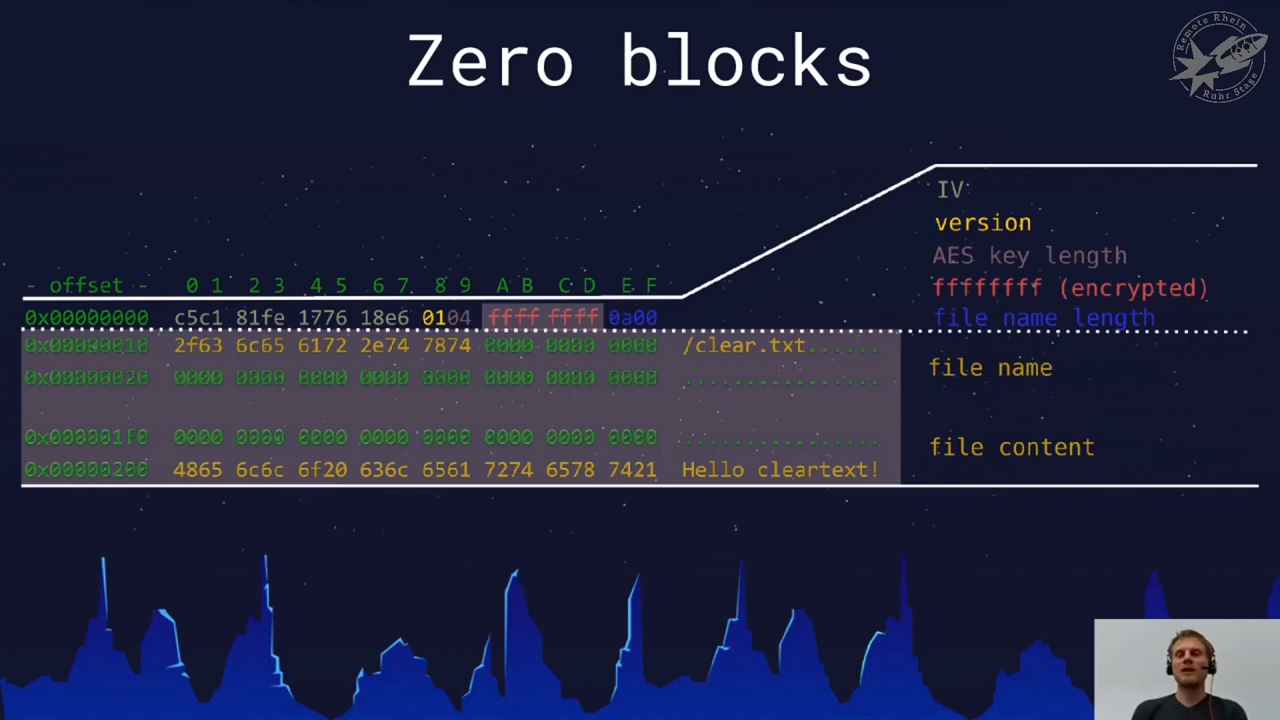 Zero blocks
Remote Rhein
Ruhr Stage
IV
version
AES key length
- offset - 0 1 2 3 4 5 6 7 8 9 A B C D E F
ffffffff (encrypted)
0x00000000 c5c1 81fe 1776 18e6 0104 ffff ffff 0a00
file name length
0x00000010 2f63 6c65 6172 2e74 7874 0000 0000 0000 /clear.txt......
file name
0x00000020 0000 0000 0000 0000 0000 0000 0000 0000 ................
0x000001f0 0000 0000 0000 0000 0000 0000 0000 0000 ................
file content
0x00000200 4865 6c6c 6f20 636c 6561 7274 6578 7421 Hello cleartext!